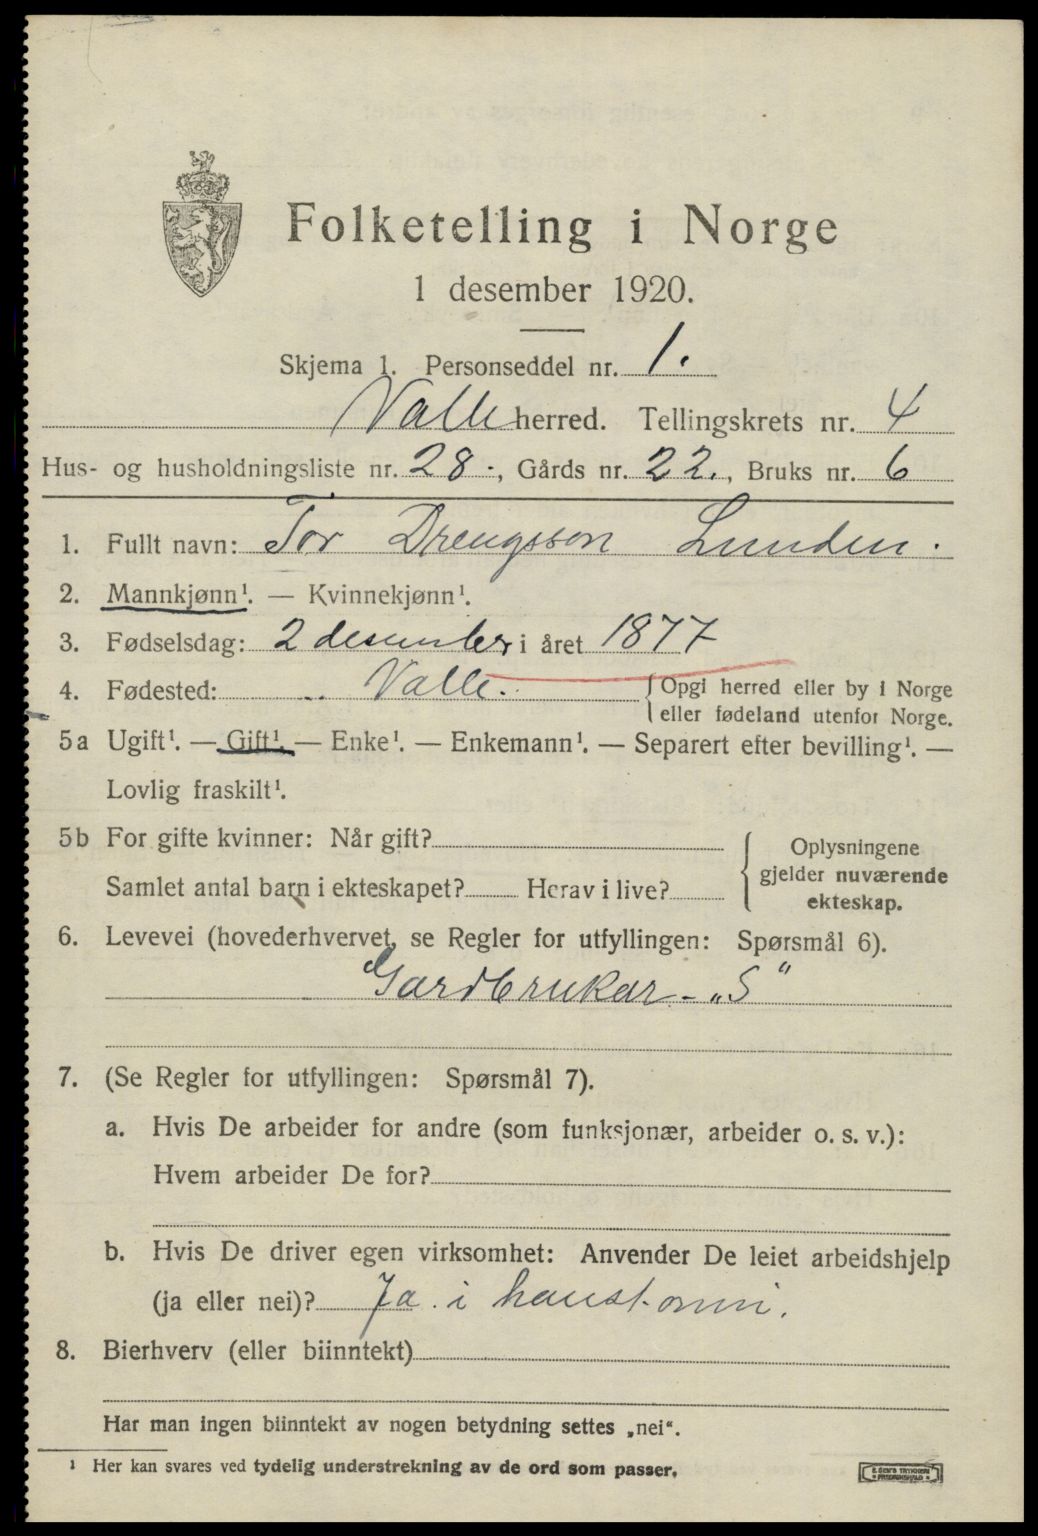 Folketelling i Norge
1 desember 1920.
Skjema 1. Personseddel nr. 1.
Valle herred. Tellingskrets nr. 4
Hus- og husholdningsliste nr. 28-, Gårds nr. 22., Bruks nr. 6
1. Fullt navn: Tor Drengsson Lunden.
2. Mannkjønn¹. — Kvinnekjønn¹.
3. Fødselsdag: 2 desember i året 1877
4. Fødested: Valle. Opgi herred eller by i Norge
eller fødeland utenfor Norge.
5a Ugift¹. — Gift¹. — Enke¹. — Enkemann¹. — Separert efter bevilling¹. —
Lovlig fraskilt¹.
5b For gifte kvinner: Når gift?
Samlet antal barn i ekteskapet? Herav i live?
Oplysningene
gjelder nuværende
ekteskap.
6. Levevei (hovederhvervet, se Regler for utfyllingen: Spørsmål 6).
Gardbrukar - „S“
7. (Se Regler for utfyllingen: Spørsmål 7).
a. Hvis De arbeider for andre (som funksjonær, arbeider o. s. v.):
Hvem arbeider De for?
b. Hvis De driver egen virksomhet: Anvender De leiet arbeidshjelp
(ja eller nei)? Ja i haustonni.
8. Bierhverv (eller biinntekt)
Har man ingen biinntekt av nogen betydning settes „nei“.
¹ Her kan svares ved tydelig understrekning av de ord som passer.